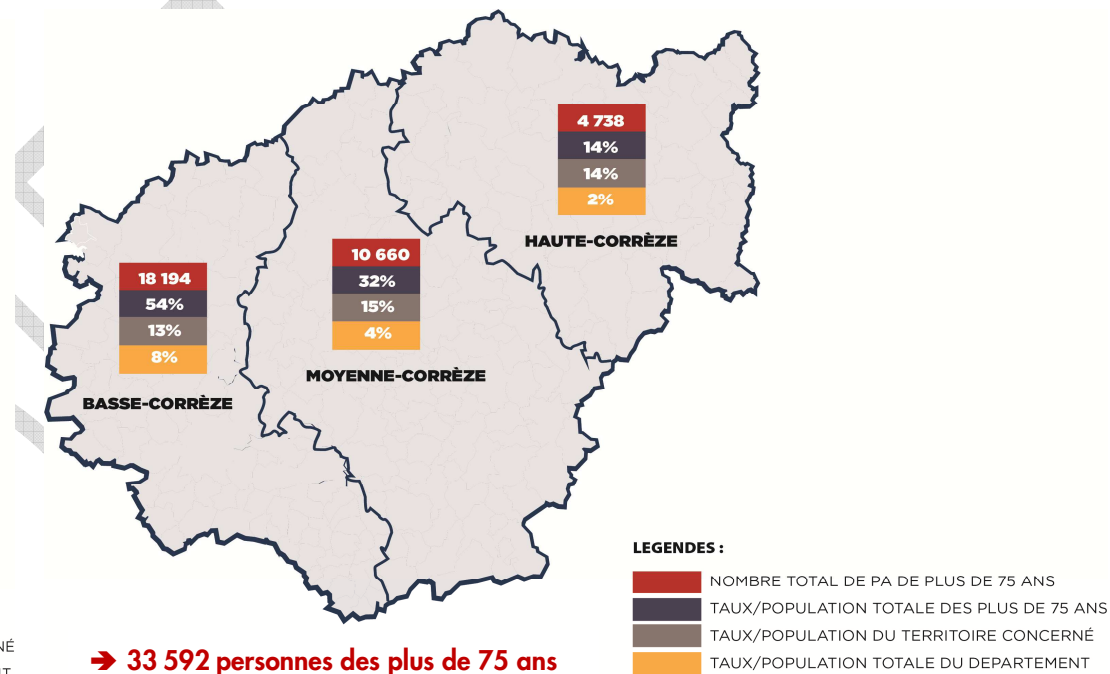 4 738
14%
14%
2%
HAUTE-CORRÈZE
10 660
32%
15%
4%
MOYENNE-CORRÈZE
18 194
54%
13%
8%
BASSE-CORRÈZE
LEGENDES :
NOMBRE TOTAL DE PA DE PLUS DE 75 ANS
TAUX/POPULATION TOTALE DES PLUS DE 75 ANS
TAUX/POPULATION DU TERRITOIRE CONCERNÉ
TAUX/POPULATION TOTALE DU DEPARTEMENT
NÉ
➔ 33 592 personnes des plus de 75 ans